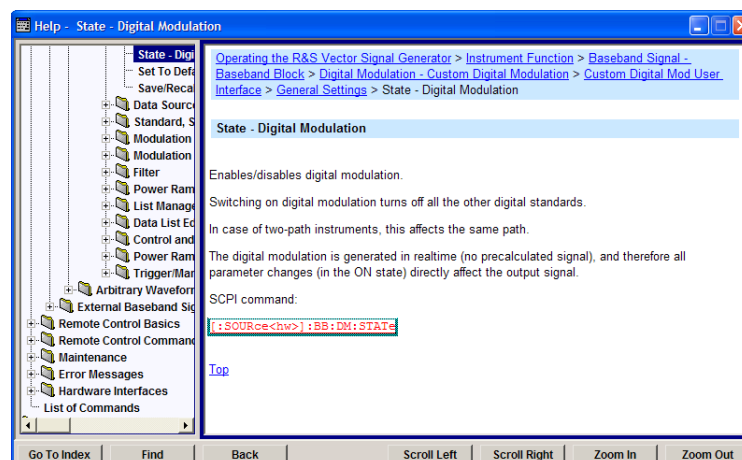 Help - State - Digital Modulation
State - Digi
Set To Defa
Save/Recal
Data Source
Standard, S
Modulation
Modulation
Filter
Power Ram
List Manage
Data List Ed
Control and
Power Ram
Trigger/Mar
Arbitrary Waveform
External Baseband Sig
Remote Control Basics
Remote Control Command
Maintenance
Error Messages
Hardware Interfaces
List of Commands
Operating the R&S Vector Signal Generator > Instrument Function > Baseband Signal -
Baseband Block > Digital Modulation - Custom Digital Modulation > Custom Digital Mod User
Interface > General Settings > State - Digital Modulation
State - Digital Modulation
Enables/disables digital modulation.
Switching on digital modulation turns off all the other digital standards.
In case of two-path instruments, this affects the same path.
The digital modulation is generated in realtime (no precalculated signal), and therefore all
parameter changes (in the ON state) directly affect the output signal.
SCPI command:
[:SOURce<hw>]:BB:DM:STATe
Top
Go To Index
Find
Back
Scroll Left
Scroll Right
Zoom In
Zoom Out